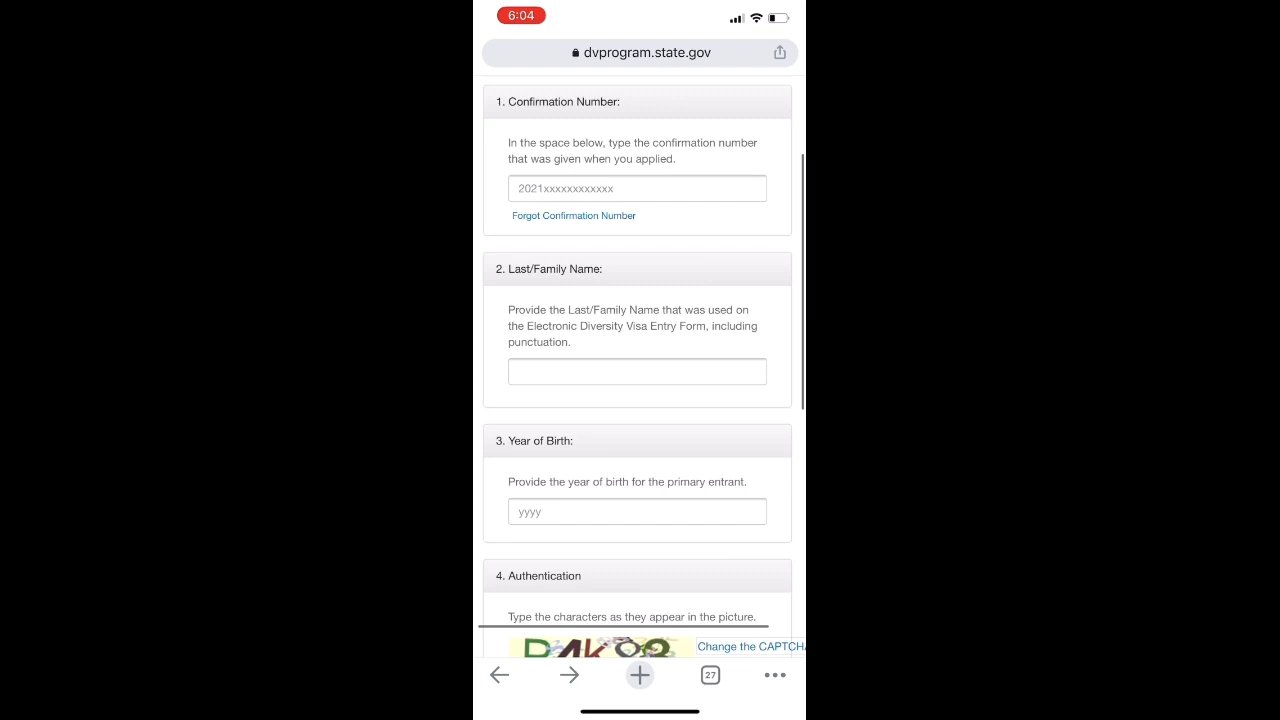 6:04
dvprogram.state.gov
1. Confirmation Number:
In the space below, type the confirmation number
that was given when you applied.
2021xxxxxxxxxxxx
Forgot Confirmation Number
2. Last/Family Name:
Provide the Last/Family Name that was used on
the Electronic Diversity Visa Entry Form, including
punctuation.
3. Year of Birth:
Provide the year of birth for the primary entrant.
yyyy
4. Authentication
Type the characters as they appear in the picture.
Change the CAPTCHA
27